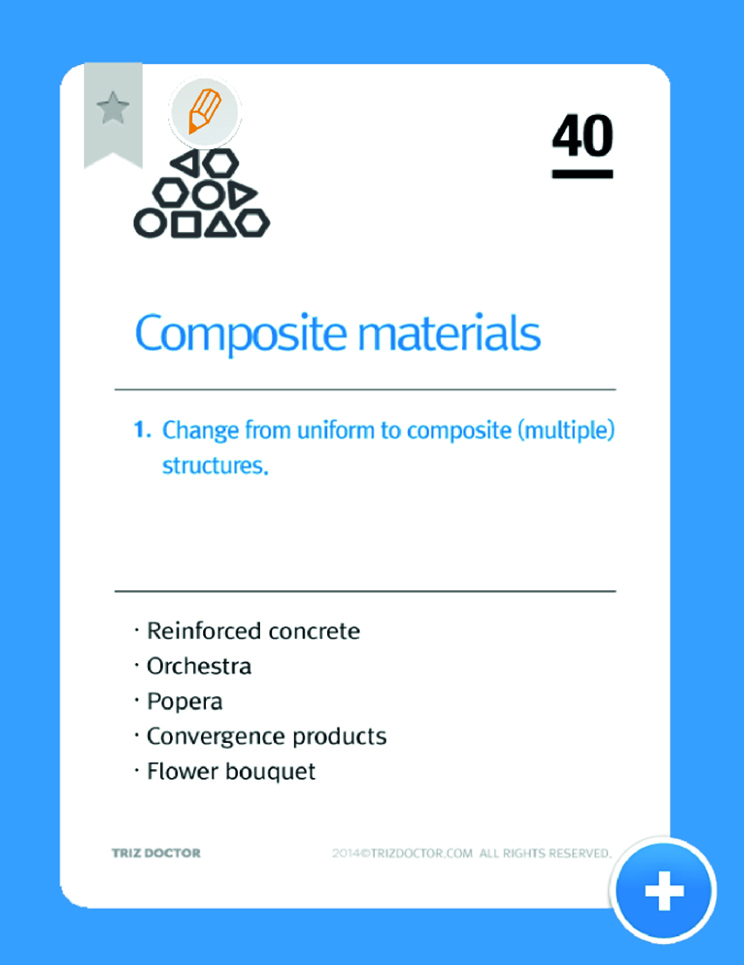 40
Composite materials
1. Change from uniform to composite (multiple)
structures.
· Reinforced concrete
· Orchestra
· Popera
· Convergence products
· Flower bouquet
TRIZ DOCTOR 2014©TRIZDOCTOR.COM ALL RIGHTS RESERVED.